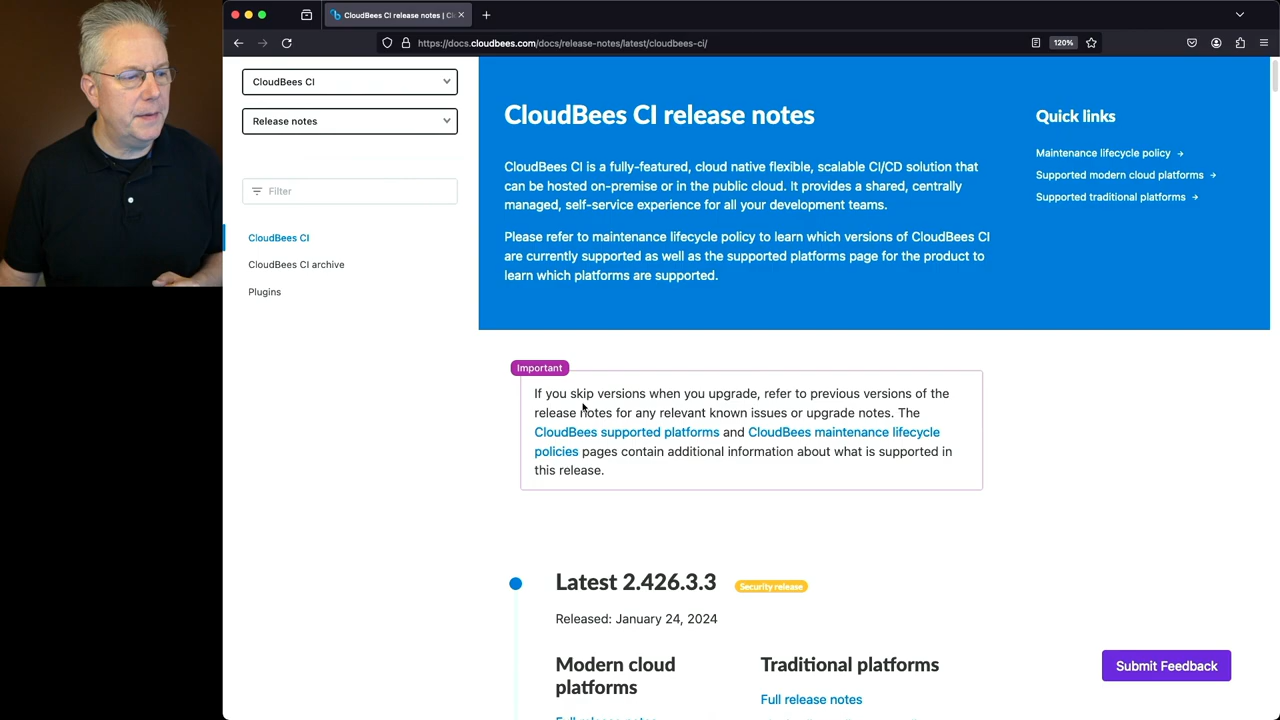 CloudBees CI release notes | Cl
https://docs.cloudbees.com/docs/release-notes/latest/cloudbees-ci/
120%
CloudBees CI
Release notes
Filter
CloudBees CI
CloudBees CI archive
Plugins
CloudBees CI release notes
CloudBees CI is a fully-featured, cloud native flexible, scalable CI/CD solution that
can be hosted on-premise or in the public cloud. It provides a shared, centrally
managed, self-service experience for all your development teams.
Please refer to maintenance lifecycle policy to learn which versions of CloudBees CI
are currently supported as well as the supported platforms page for the product to
learn which platforms are supported.
Quick links
Maintenance lifecycle policy →
Supported modern cloud platforms →
Supported traditional platforms →
Important
If you skip versions when you upgrade, refer to previous versions of the
release notes for any relevant known issues or upgrade notes. The
CloudBees supported platforms and CloudBees maintenance lifecycle
policies pages contain additional information about what is supported in
this release.
Latest 2.426.3.3
Security release
Released: January 24, 2024
Modern cloud
platforms
Full release notes
Traditional platforms
Full release notes
Submit Feedback